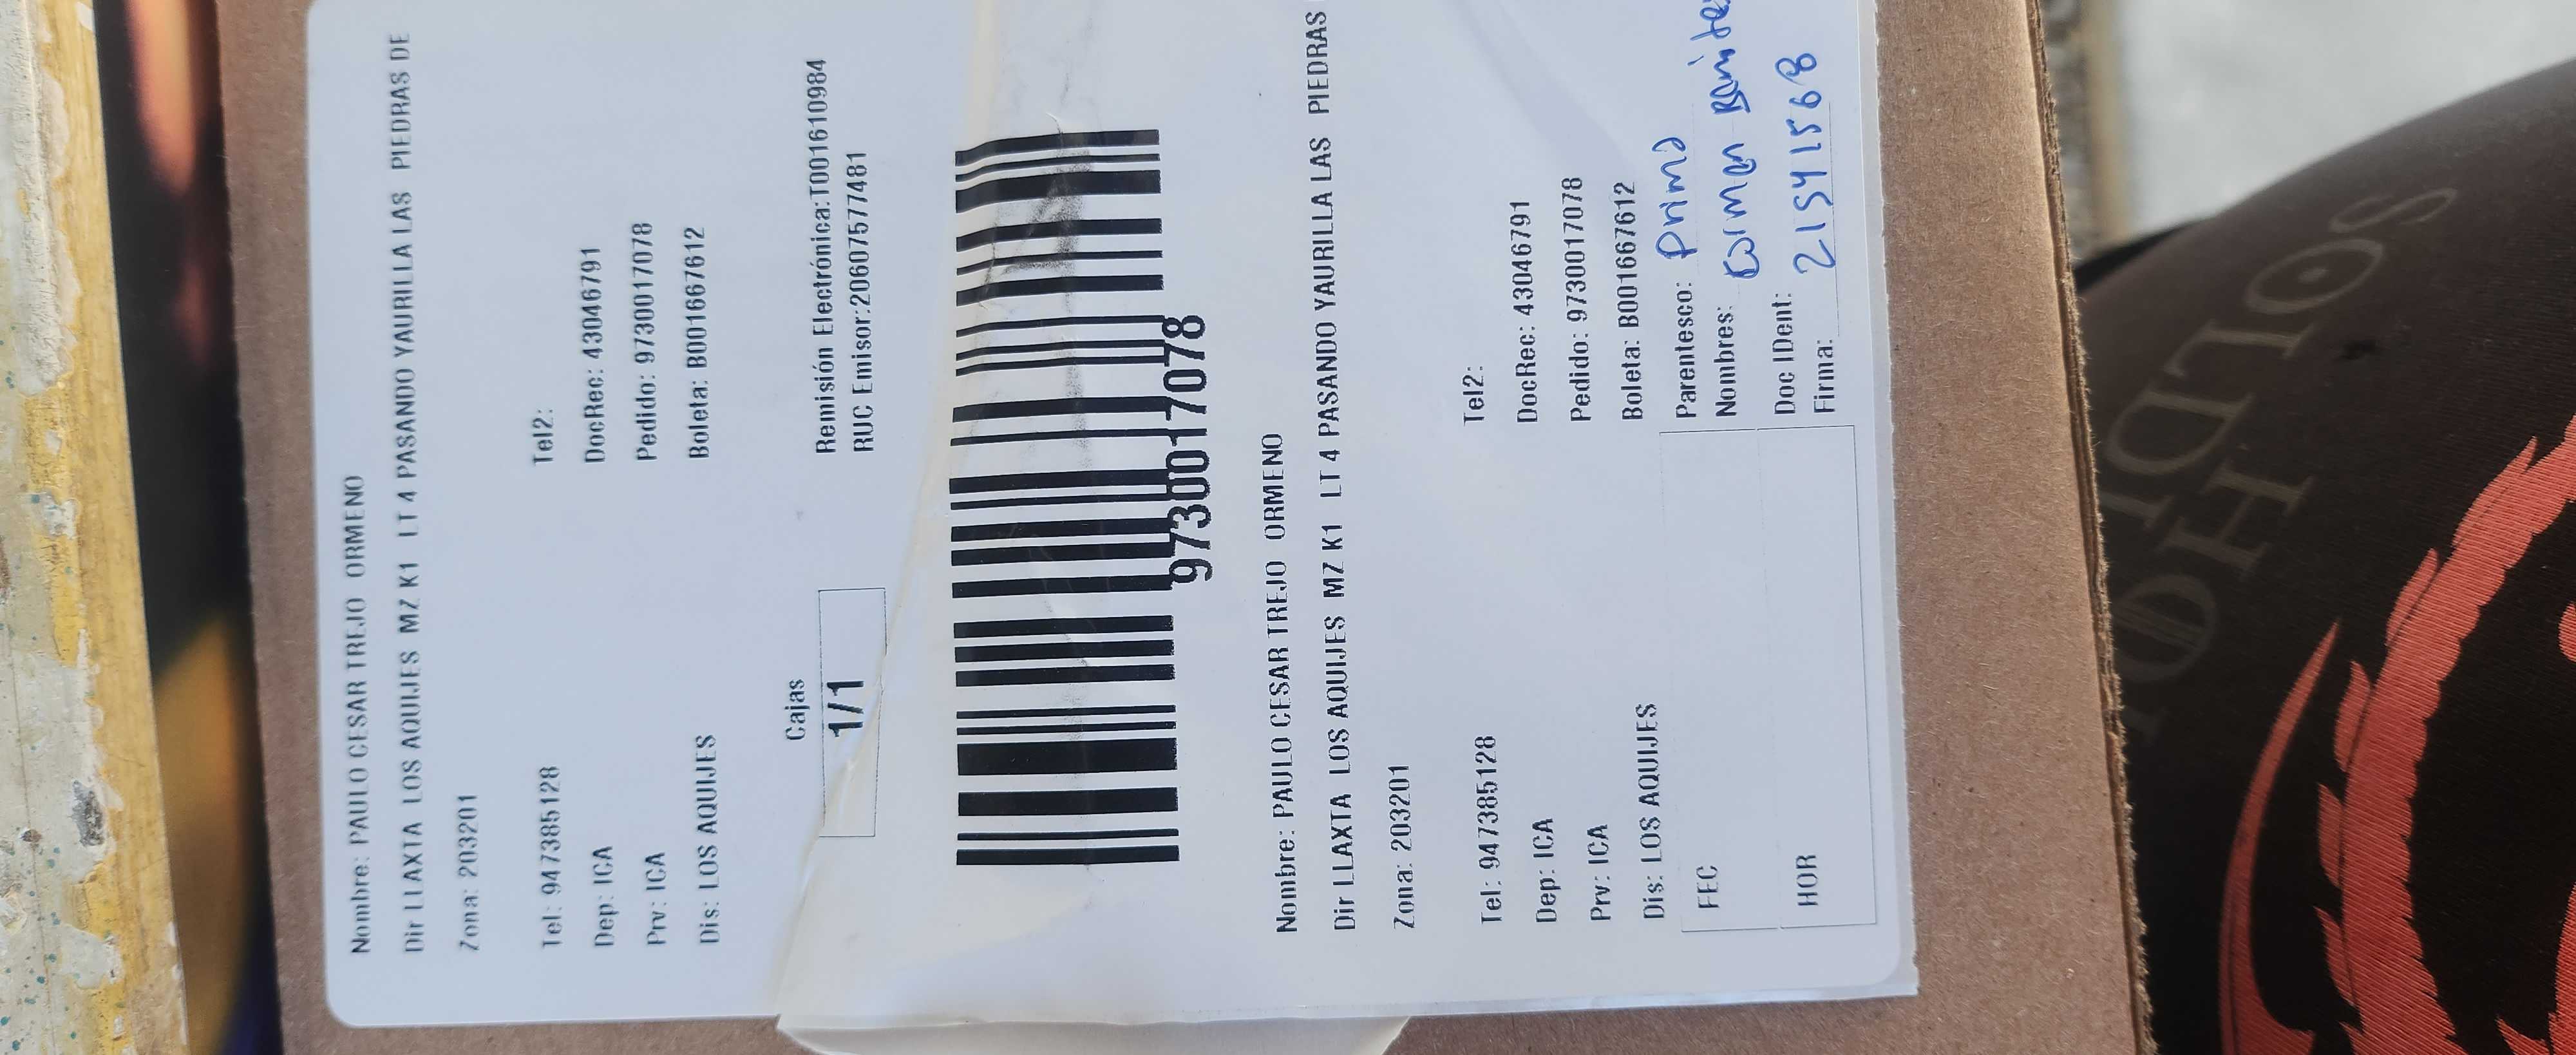 Nombre: PAULO CESAR TREJO ORMENO
Dir LLAXTA LOS AQUIJES MZ K1 LT 4 PASANDO YAURILLA LAS PIEDRAS DE
Zona: 203201
Tel: 947385128 Tel2:
Dep: ICA DocRec: 43046791
Prv: ICA Pedido: 9730017078
Dis: LOS AQUIJES Boleta: B001667612
Cajas
1/1
Remisión Electrónica:T001610984
RUC Emisor:20607577481
9730017078
Nombre: PAULO CESAR TREJO ORMENO
Dir LLAXTA LOS AQUIJES MZ K1 LT 4 PASANDO YAURILLA LAS PIEDRAS
Zona: 203201
Tel: 947385128 Tel2:
Dep: ICA DocRec: 43046791
Prv: ICA Pedido: 9730017078
Dis: LOS AQUIJES Boleta: B001667612
FEC
HOR
Parentesco: Prima
Nombres:
Doc IDent: 21541568
Firma: